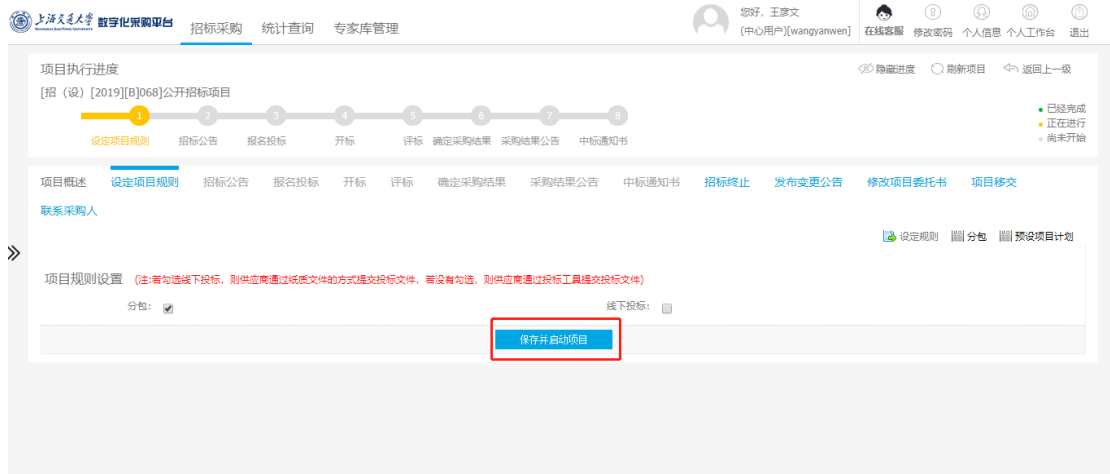 上海交通大学 数字化采购平台 招标采购 统计查询 专家库管理 您好，王彦文 (中心用户)[wangyanwen] 在线客服 修改密码 个人信息 个人工作台 退出
项目执行进度 隐藏进度 刷新项目 返回上一级
[招（设）[2019][B]068]公开招标项目
1 2 3 4 5 6 7 8
设定项目规则 招标公告 报名投标 开标 评标 确定采购结果 采购结果公告 中标通知书
已经完成
正在进行
尚未开始
项目概述 设定项目规则 招标公告 报名投标 开标 评标 确定采购结果 采购结果公告 中标通知书 招标终止 发布变更公告 修改项目委托书 项目移交
联系采购人
设定规则 分包 预设项目计划
项目规则设置 (注:若勾选线下投标，则供应商通过纸质文件的方式提交投标文件，若没有勾选，则供应商通过投标工具提交投标文件)
分包： 线下投标：
保存并启动项目